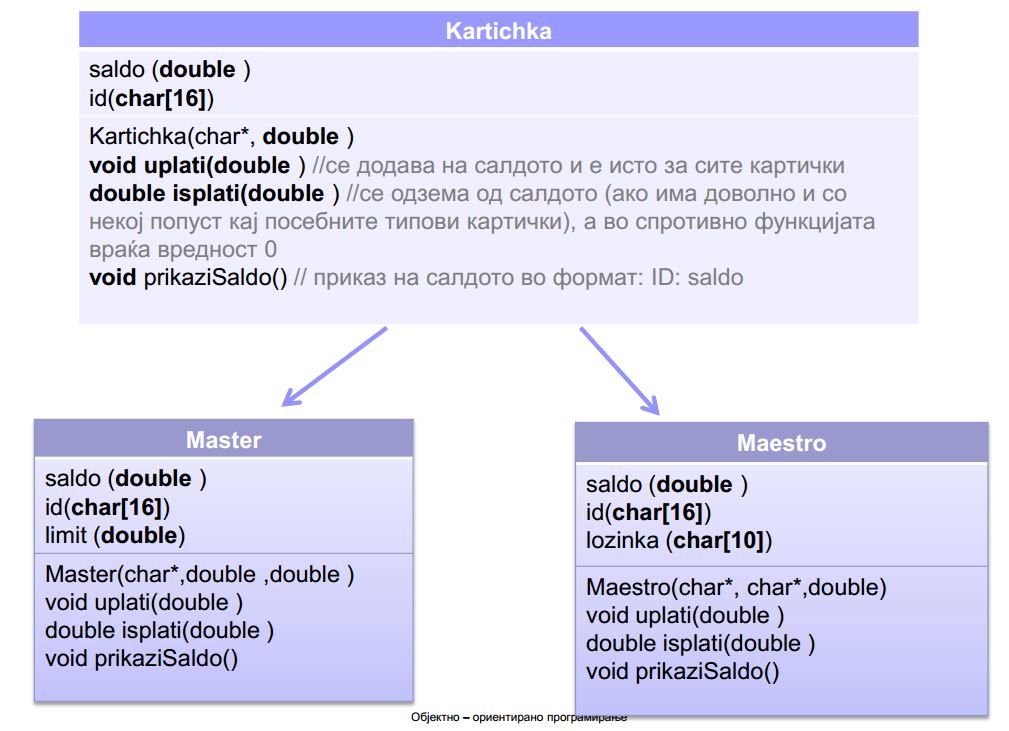 Kartichka
saldo (double )
id(char[16])
Kartichka(char*, double )
void uplati(double ) //се додава на салдото и е исто за сите картички
double isplati(double ) //се одзема од салдото (ако има доволно и со
некој попуст кај посебните типови картички), а во спротивно функцијата
враќа вредност 0
void prikaziSaldo() // приказ на салдото во формат: ID: saldo
Master
saldo (double )
id(char[16])
limit (double)
Master(char*,double ,double )
void uplati(double )
double isplati(double )
void prikaziSaldo()
Maestro
saldo (double )
id(char[16])
lozinka (char[10])
Maestro(char*, char*,double)
void uplati(double )
double isplati(double )
void prikaziSaldo()
Објектно – ориентирано програмирање